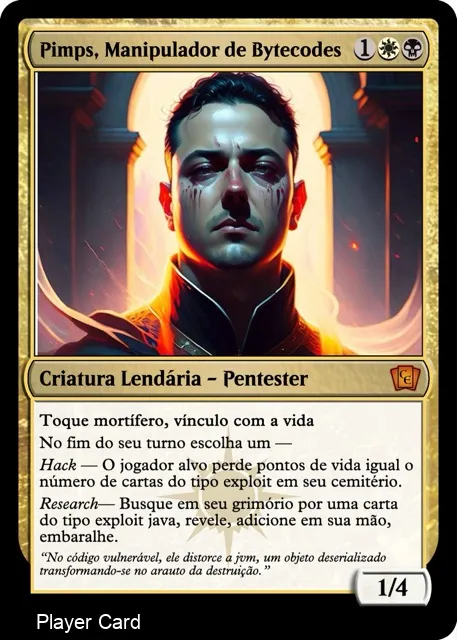 Pimps, Manipulador de Bytecodes 1
Criatura Lendária – Pentester
CE
Toque mortífero, vínculo com a vida
No fim do seu turno escolha um —
Hack — O jogador alvo perde pontos de vida igual o
número de cartas do tipo exploit em seu cemitério.
Research— Busque em seu grimório por uma carta
do tipo exploit java, revele, adicione em sua mão,
embaralhe.
“No código vulnerável, ele distorce a jvm, um objeto deserializado
transformando-se no arauto da destruição.”
1/4
Player Card